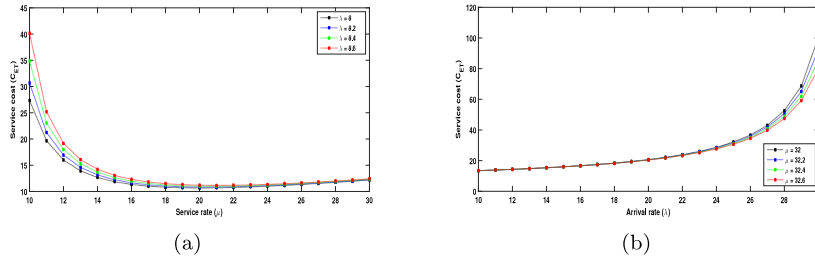 45
40
35
30
25
20
15
10
Service cost (C_ET)
10 12 14 16 18 20 22 24 26 28 30
Service rate (μ)
λ = 8
λ = 8.2
λ = 8.4
λ = 8.6
(a)
120
100
80
60
40
20
0
Service cost (C_ET)
10 12 14 16 18 20 22 24 26 28
Arrival rate (λ)
μ = 32
μ = 32.2
μ = 32.4
μ = 32.6
(b)